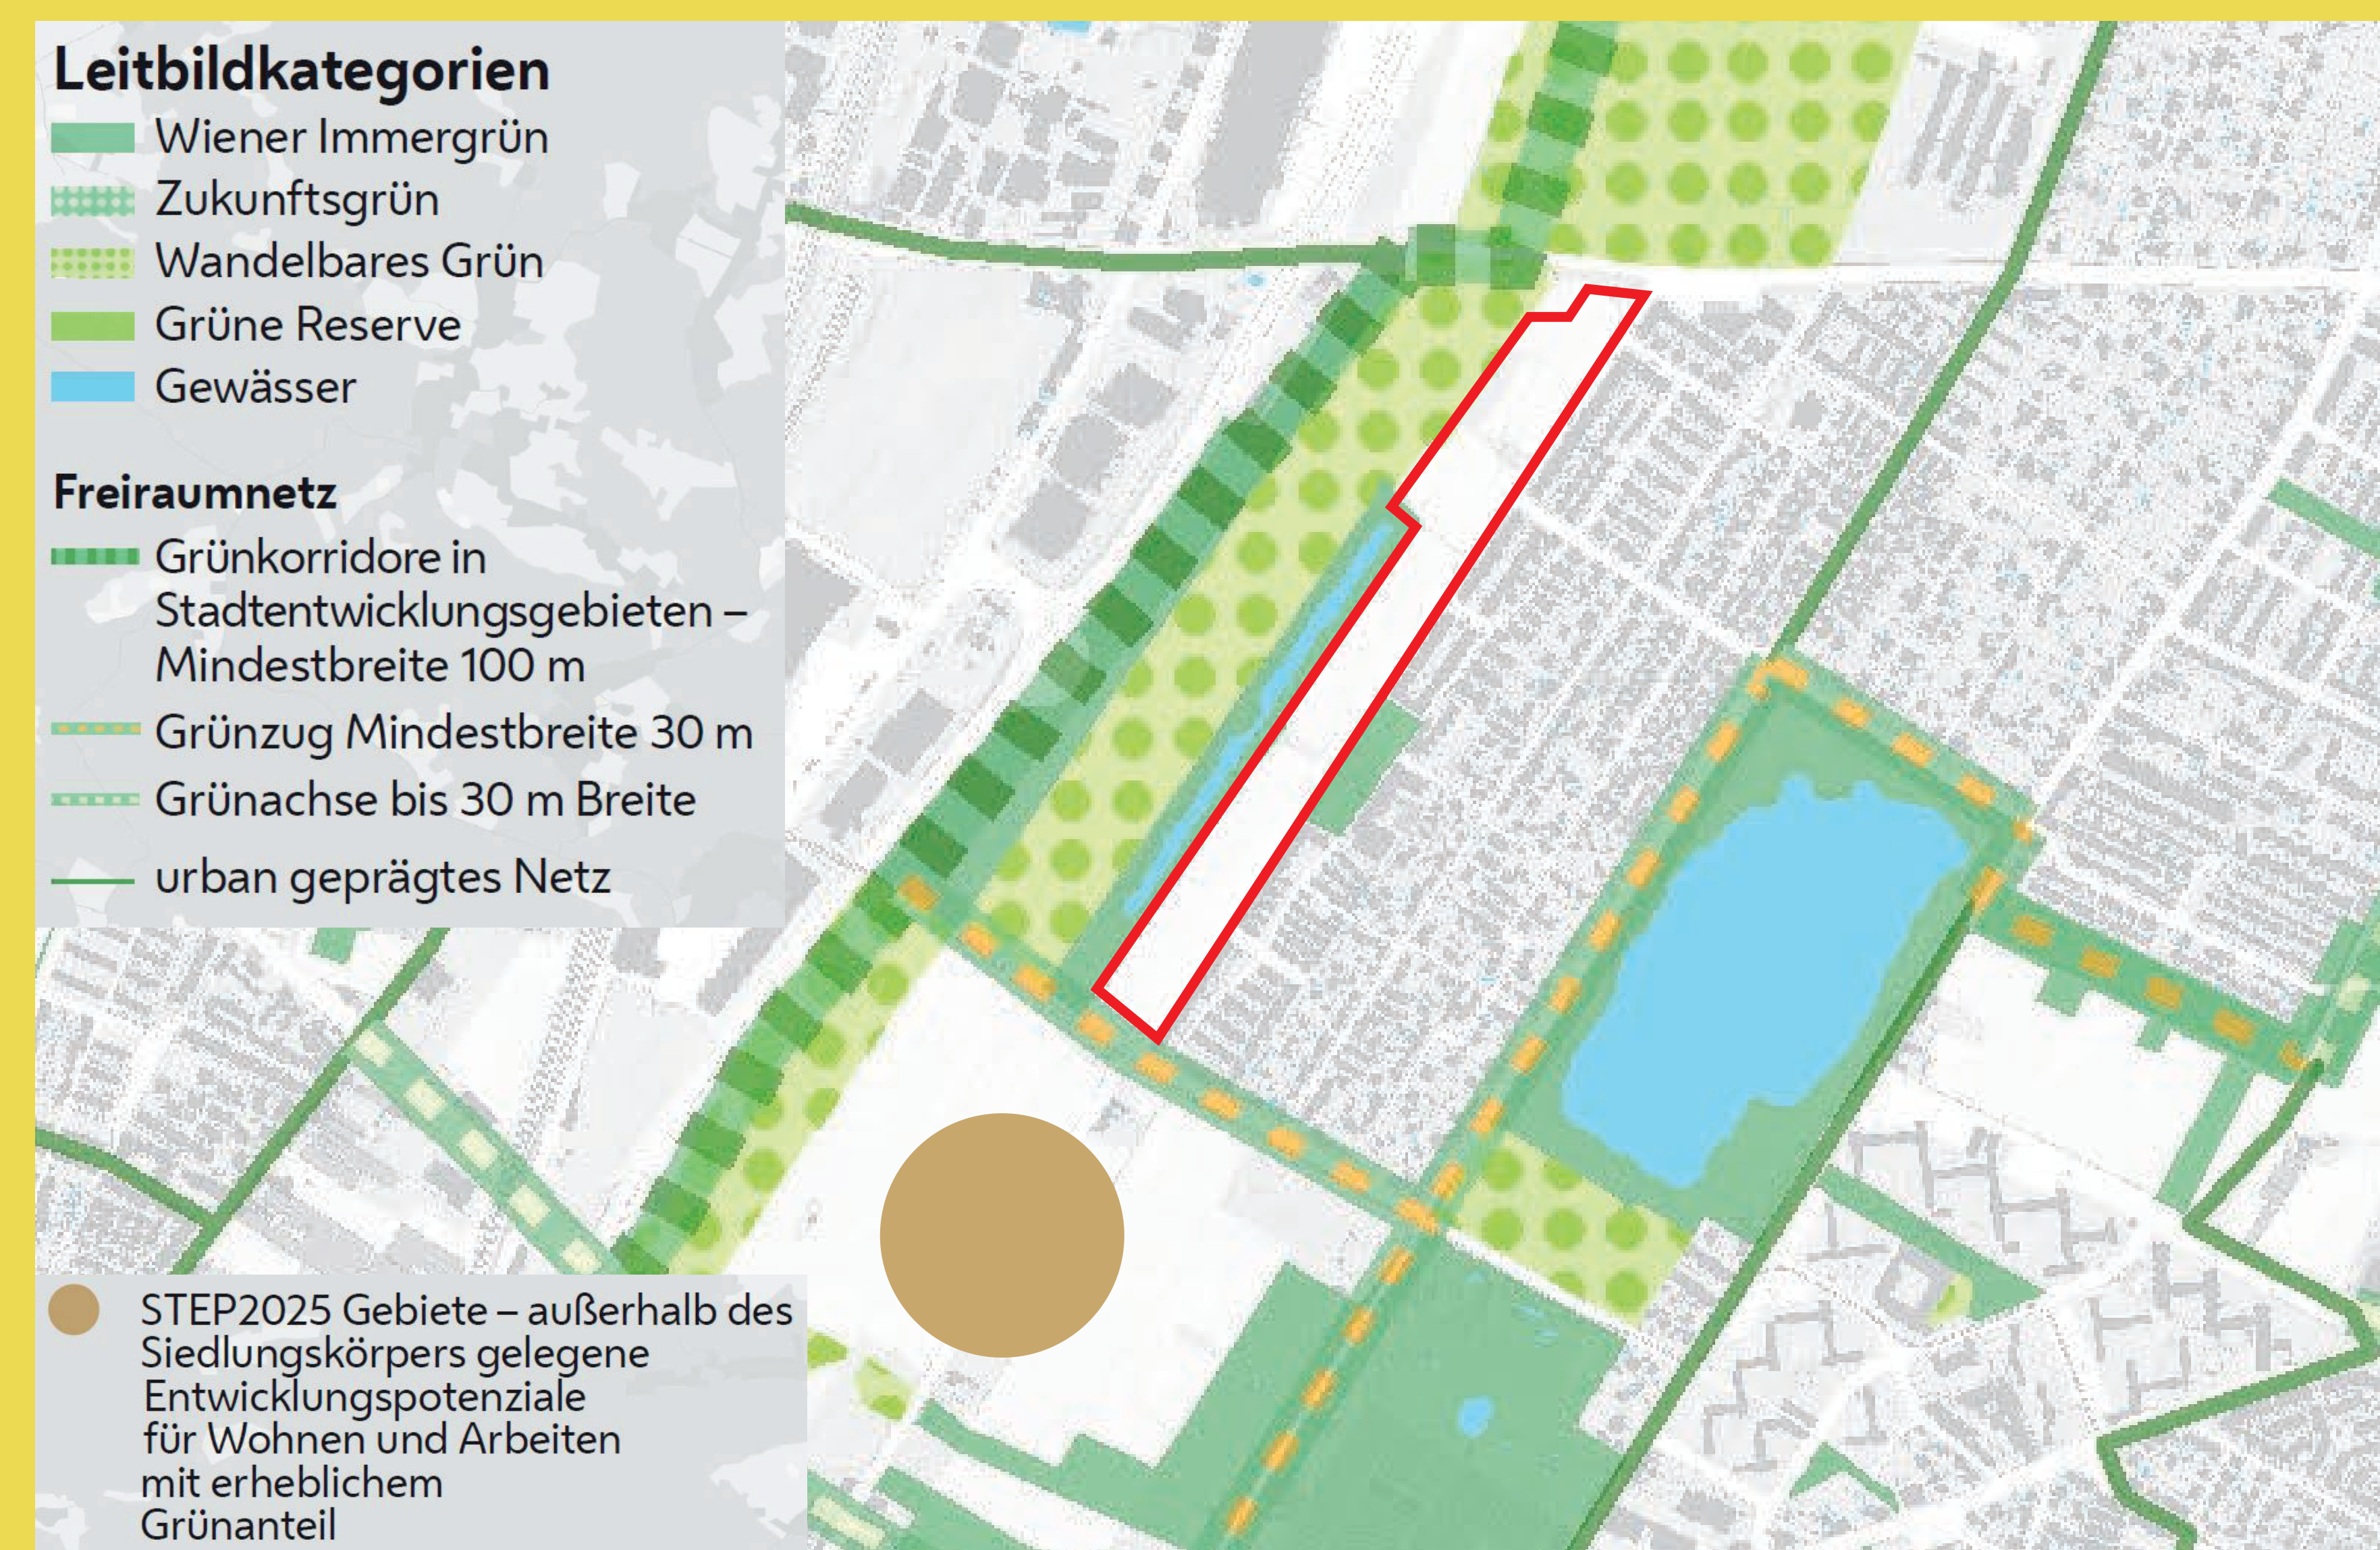 Leitbildkategorien
Wiener Immergrün
Zukunftsgrün
Wandelbares Grün
Grüne Reserve
Gewässer
Freiraumnetz
Grünkorridore in
Stadtentwicklungsgebieten –
Mindestbreite 100 m
Grünzug Mindestbreite 30 m
Grünachse bis 30 m Breite
urban geprägtes Netz
STEP2025 Gebiete – außerhalb des
Siedlungskörpers gelegene
Entwicklungspotenziale
für Wohnen und Arbeiten
mit erheblichem
Grünanteil